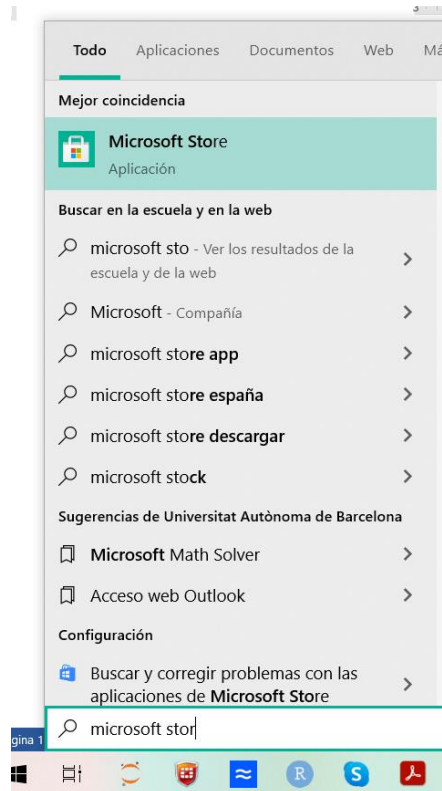 Todo Aplicaciones Documentos Web Má
Mejor coincidencia
Microsoft Store
Aplicación
Buscar en la escuela y en la web
microsoft sto - Ver los resultados de la
escuela y de la web
Microsoft - Compañía
microsoft store app
microsoft store españa
microsoft store descargar
microsoft stock
Sugerencias de Universitat Autònoma de Barcelona
Microsoft Math Solver
Acceso web Outlook
Configuración
Buscar y corregir problemas con las
aplicaciones de Microsoft Store
gina 1
microsoft stor
R S